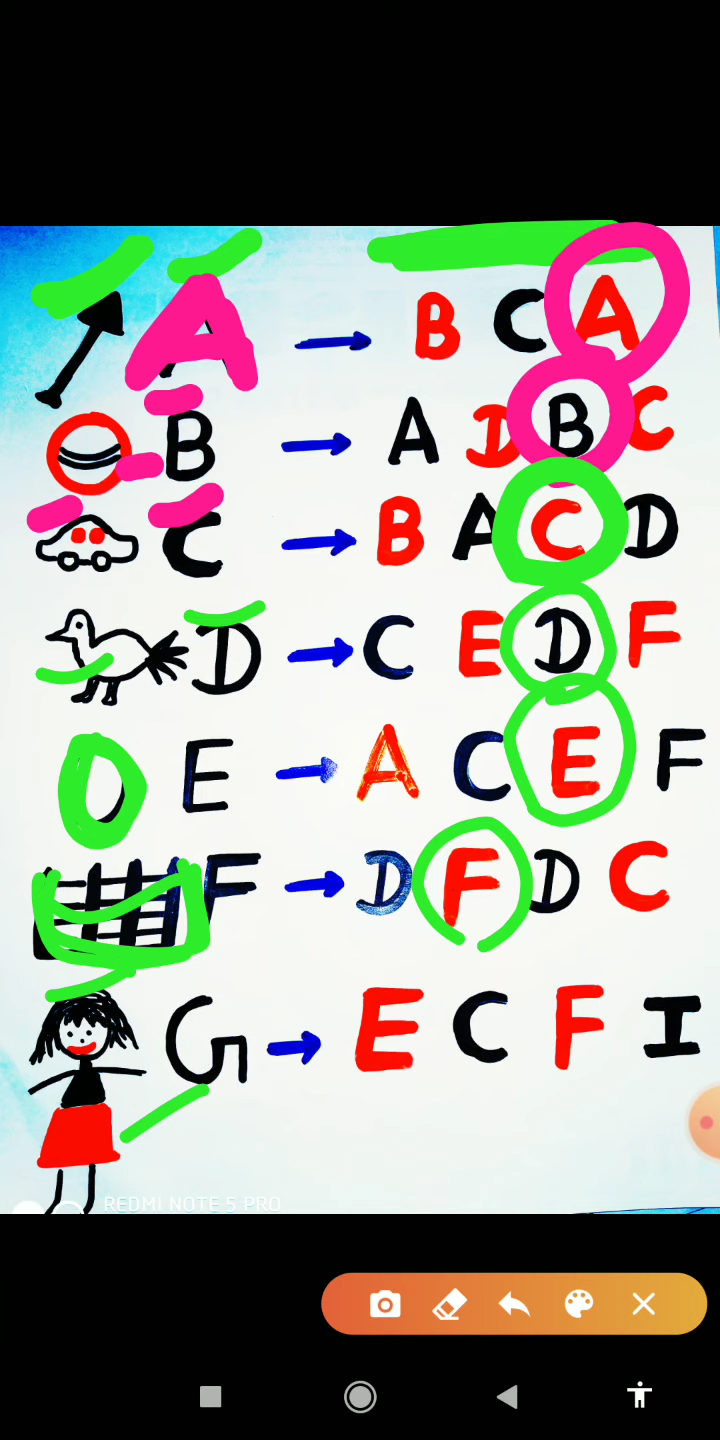 A → B C A
B → A D B C
C → B A C D
D → C E D F
E → A C E F
F → D F D C
G → E C F I
REDMI NOTE 5 PRO